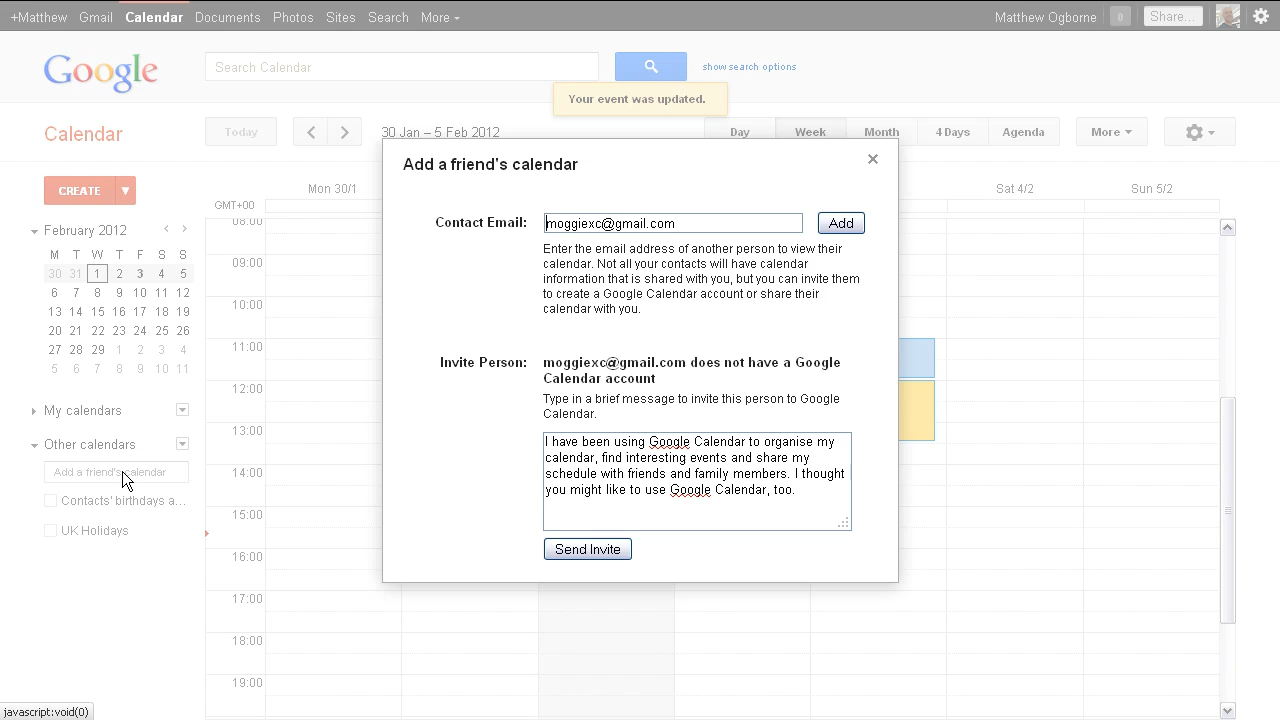 +Matthew Gmail Calendar Documents Photos Sites Search More
Matthew Ogborne 0 Share...
Google
Search Calendar
show search options
Your event was updated.
Calendar
Today
30 Jan – 5 Feb 2012
Day Week Month 4 Days Agenda More
CREATE
GMT+00
Mon 30/1 Sat 4/2 Sun 5/2
February 2012
M T W T F S S
30 31 1 2 3 4 5
6 7 8 9 10 11 12
13 14 15 16 17 18 19
20 21 22 23 24 25 26
27 28 29 1 2 3 4
5 6 7 8 9 10 11
My calendars
Other calendars
Add a friend's calendar
Contacts' birthdays a...
UK Holidays
08:00
09:00
10:00
11:00
12:00
13:00
14:00
15:00
16:00
17:00
18:00
19:00
Add a friend's calendar
Contact Email: moggiexc@gmail.com Add
Enter the email address of another person to view their
calendar. Not all your contacts will have calendar
information that is shared with you, but you can invite them
to create a Google Calendar account or share their
calendar with you.
Invite Person: moggiexc@gmail.com does not have a Google
Calendar account
Type in a brief message to invite this person to Google
Calendar.
I have been using Google Calendar to organise my
calendar, find interesting events and share my
schedule with friends and family members. I thought
you might like to use Google Calendar, too.
Send Invite
javascript:void(0)